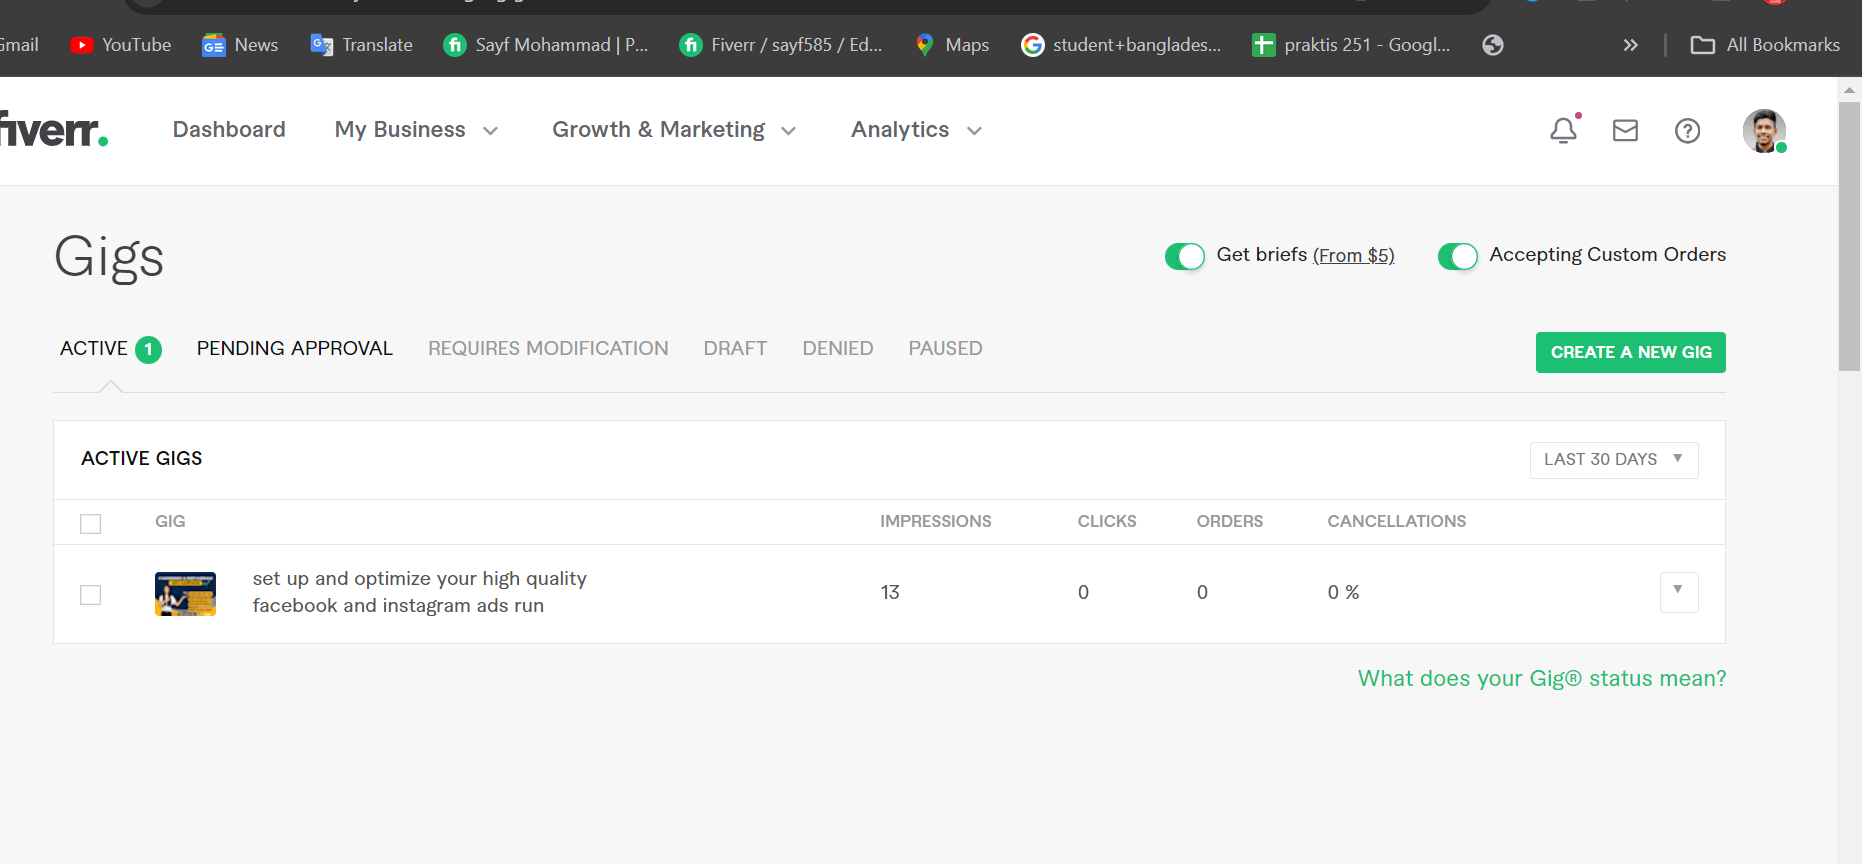 Gmail YouTube News Translate Sayf Mohammad | P... Fiverr / sayf585 / Ed... Maps student+banglades... praktis 251 - Googl... » All Bookmarks
fiverr. Dashboard My Business Growth & Marketing Analytics
Gigs
Get briefs (From $5) Accepting Custom Orders
ACTIVE 1 PENDING APPROVAL REQUIRES MODIFICATION DRAFT DENIED PAUSED
CREATE A NEW GIG
ACTIVE GIGS
LAST 30 DAYS
GIG IMPRESSIONS CLICKS ORDERS CANCELLATIONS
set up and optimize your high quality
facebook and instagram ads run
13 0 0 0 %
What does your Gig® status mean?